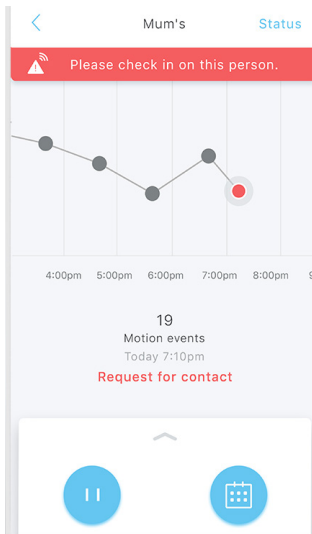 Mum's Status
Please check in on this person.
4:00pm 5:00pm 6:00pm 7:00pm 8:00pm 9
19
Motion events
Today 7:10pm
Request for contact